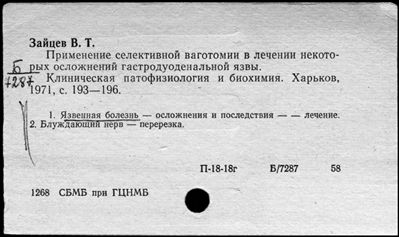 Зайцев В. Т.
Применение селективной ваготомии в лечении некото-
рых осложнений гастродуоденальной язвы.
Б
7287
Клиническая патофизиология и биохимия. Харьков,
1971, с. 193—196.
1. Язвенная болезнь — осложнения и последствия — — лечение.
2. Блуждающий нерв — перерезка.
П-18-18г Б/7287 58
1268 СБМБ при ГЦНМБ